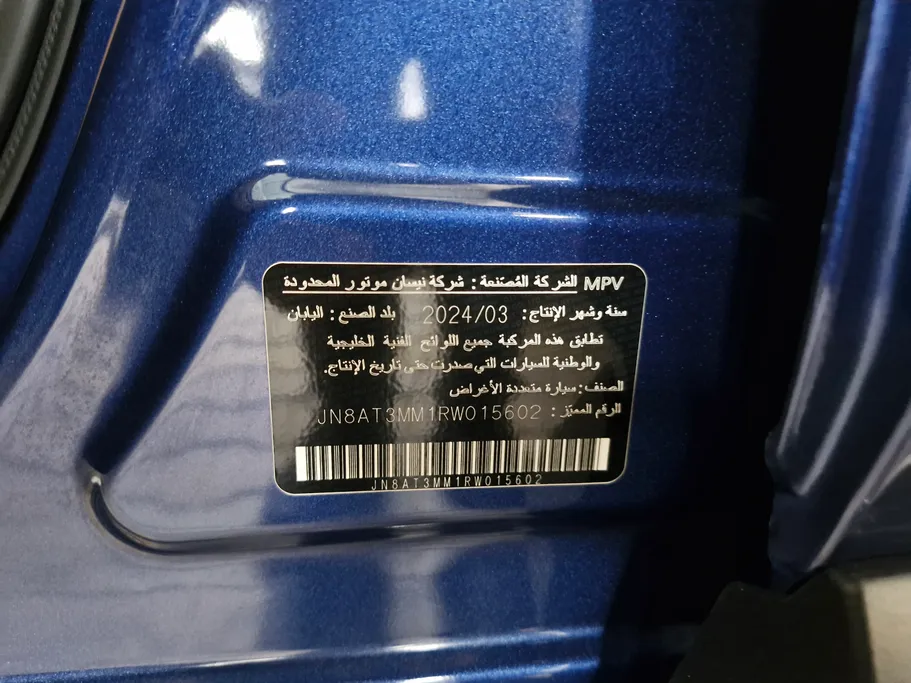 MPV الشركة المُصنعة : شركة نيسان موتور المحدودة
سنة وشهر الإنتاج: 2024/03 بلد الصنع : اليابان
تطابق هذه المركبة جميع اللوائح الفنية الخليجية
والوطنية للسيارات التي صدرت حتى تاريخ الإنتاج.
الصنف: سيارة متعددة الأغراض
الرقم المميّز : JN8AT3MM1RW015602
JN8AT3MM1RW015602